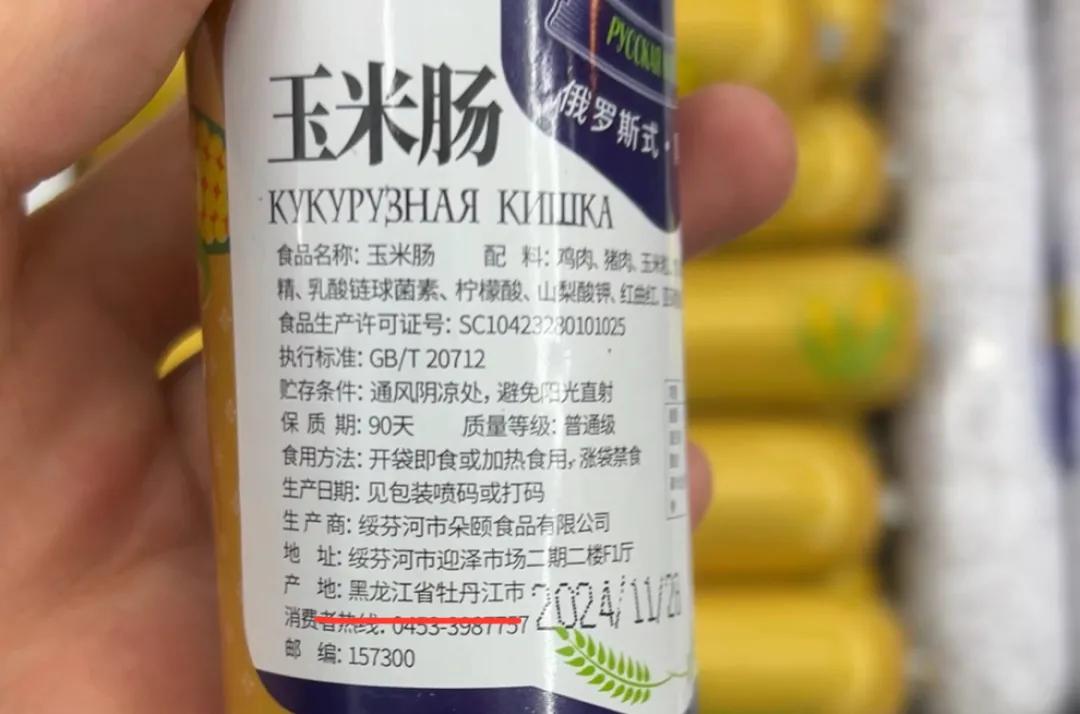 РУССКАЯ
俄罗斯式·
玉米肠
КУКУРУЗНАЯ КИШКА
食品名称: 玉米肠 配 料: 鸡肉、猪肉、玉米
精、乳酸链球菌素、柠檬酸、山梨酸钾、红曲红、
食品生产许可证号: SC10423280101025
执行标准: GB/T 20712
贮存条件: 通风阴凉处, 避免阳光直射
保 质 期: 90天 质量等级: 普通级
食用方法: 开袋即食或加热食用, 涨袋禁食
生产日期: 见包装喷码或打码
生 产 商: 绥芬河市朵颐食品有限公司
地 址: 绥芬河市迎泽市场二期二楼F1厅
产 地: 黑龙江省牡丹江市 2024/11/26
消费者热线: 0453-3987757
邮 编: 157300